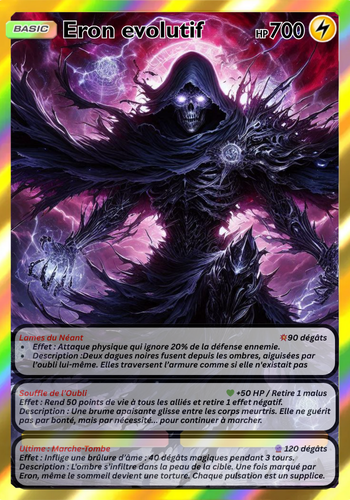 BASIC Eron evolutif HP 700
Lames du Néant 90 dégâts
• Effet : Attaque physique qui ignore 20% de la défense ennemie.
• Description :Deux dagues noires fusent depuis les ombres, aiguisées par
l'oubli lui-même. Elles traversent l'armure comme si elle n'existait pas
Souffle de l'Oubli +50 HP / Retire 1 malus
Effet : Rend 50 points de vie à tous les alliés et retire 1 effet négatif.
Description : Une brume apaisante glisse entre les corps meurtris. Elle ne guérit
pas par bonté, mais par nécessité... pour continuer à marcher.
Ultime : Marche-Tombe 120 dégâts
Effet : Inflige une brûlure d'âme : 40 dégâts magiques pendant 3 tours.
Description : L'ombre s'infiltre dans la peau de la cible. Une fois marqué par
Eron, même le sommeil devient une torture. Chaque pulsation est un supplice.